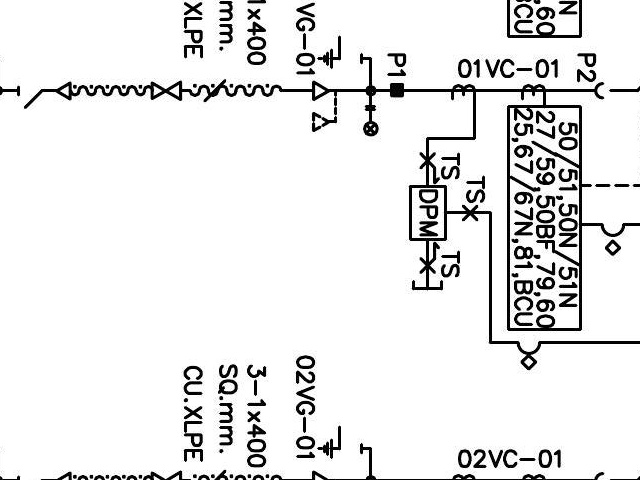 1x400
mm.
XLPE
VG-01
P1
01VC-01
P2
N
,60
BCU
50/51,50N/51N
27/59,50BF,79,60
25,67/67N,81,BCU
TS
TS
DPM
TS
02VG-01
3-1x400
SQ.mm.
CU.XLPE
02VC-01